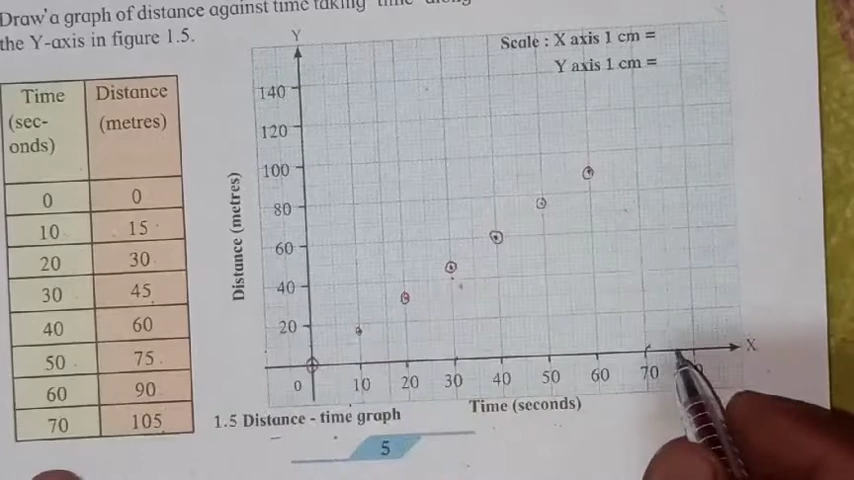 Draw a graph of distance against time taking 'time' along
the Y-axis in figure 1.5.
Time
(sec-
onds)
Distance
(metres)
0 0
10 15
20 30
30 45
40 60
50 75
60 90
70 105
Y
Scale : X axis 1 cm =
Y axis 1 cm =
Distance (metres)
140
120
100
80
60
40
20
0 10 20 30 40 50 60 70
X
Time (seconds)
1.5 Distance - time graph
5